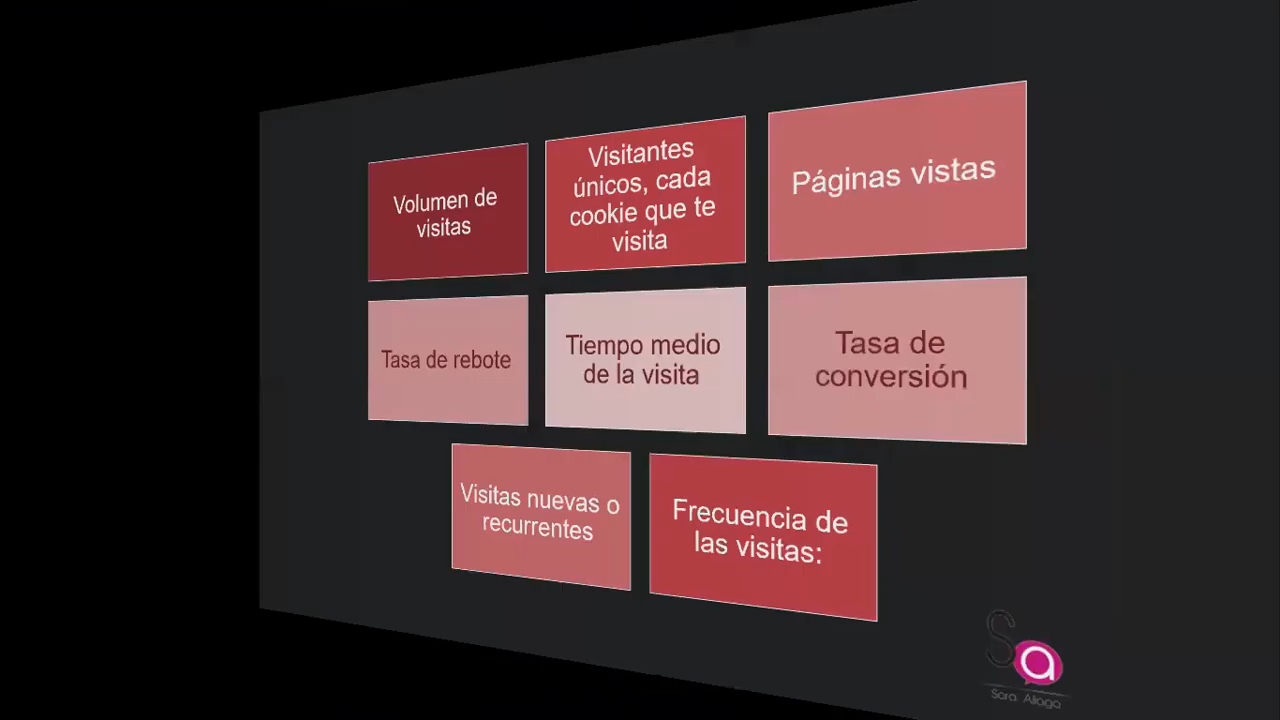 Volumen de
visitas
Visitantes
únicos, cada
cookie que te
visita
Páginas vistas
Tasa de rebote
Tiempo medio
de la visita
Tasa de
conversión
Visitas nuevas o
recurrentes
Frecuencia de
las visitas:
Sa
Sara Aliaga